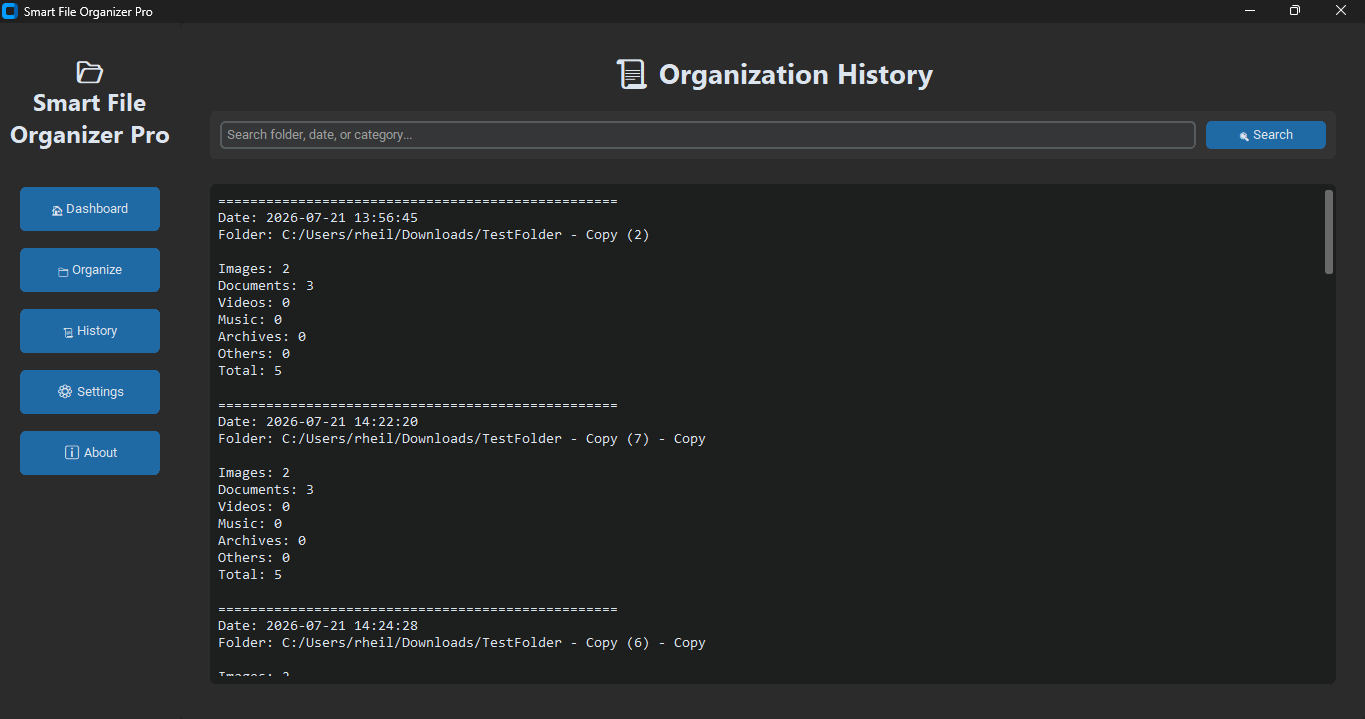 Smart File Organizer Pro
Smart File
Organizer Pro
Dashboard
Organize
History
Settings
About
Organization History
Search folder, date, or category...
Search
==================================================
Date: 2026-07-21 13:56:45
Folder: C:/Users/rheil/Downloads/TestFolder - Copy (2)
Images: 2
Documents: 3
Videos: 0
Music: 0
Archives: 0
Others: 0
Total: 5
==================================================
Date: 2026-07-21 14:22:20
Folder: C:/Users/rheil/Downloads/TestFolder - Copy (7) - Copy
Images: 2
Documents: 3
Videos: 0
Music: 0
Archives: 0
Others: 0
Total: 5
==================================================
Date: 2026-07-21 14:24:28
Folder: C:/Users/rheil/Downloads/TestFolder - Copy (6) - Copy
Images: 2